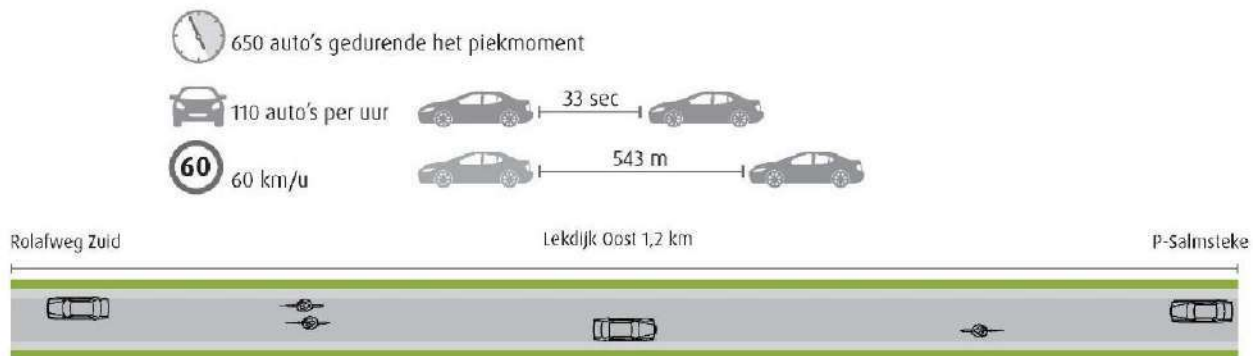 650 auto's gedurende het piekmoment
110 auto's per uur
33 sec
60
60 km/u
543 m
Rolafweg Zuid
Lekdijk Oost 1,2 km
P-Salmsteke